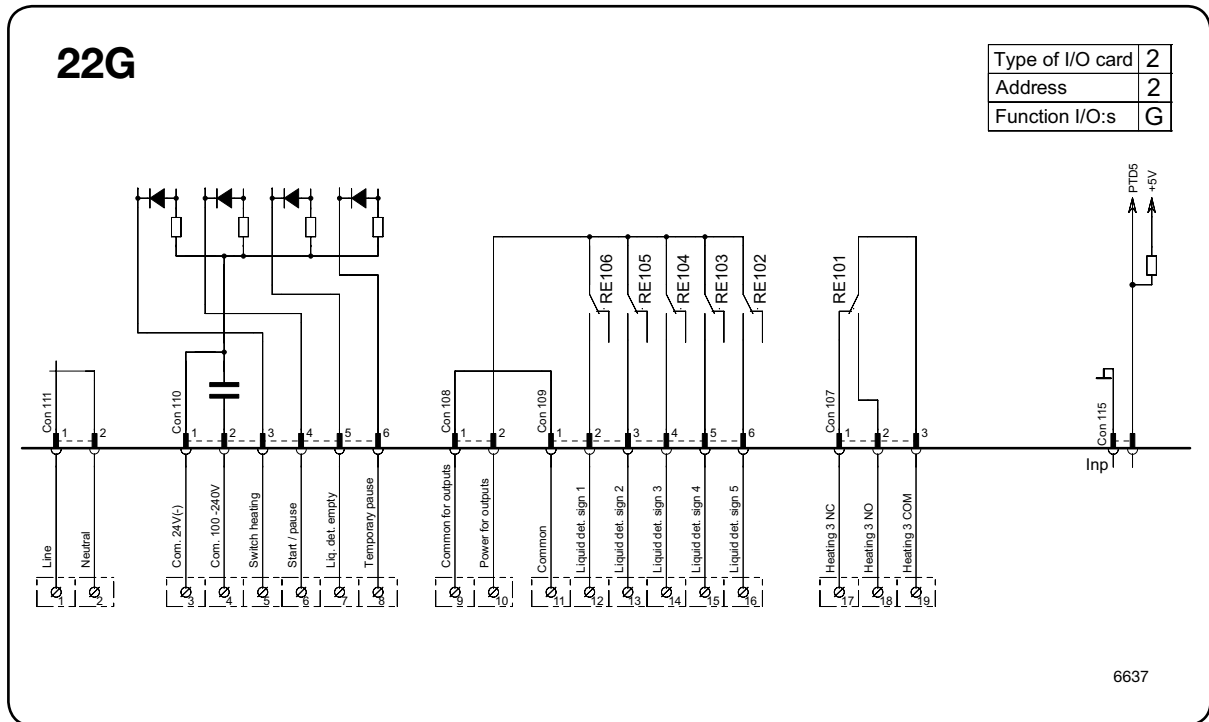 22G
Type of I/O card 2
Address 2
Function I/O:s G
PTD5
+5V
RE106
RE105
RE104
RE103
RE102
RE101
Con 111
1
2
Con 110
1
2
3
4
5
6
Con 108
1
2
Con 109
1
2
3
4
5
6
Con 107
1
2
3
Con 115
Inp
Line
Neutral
Com. 24V(-)
Com. 100 -240V
Switch heating
Start / pause
Liq. det. empty
Temporary pause
Common for outputs
Power for outputs
Common
Liquid det. sign 1
Liquid det. sign 2
Liquid det. sign 3
Liquid det. sign 4
Liquid det. sign 5
Heating 3 NC
Heating 3 NO
Heating 3 COM
1
2
3
4
5
6
7
8
9
10
11
12
13
14
15
16
17
18
19
6637